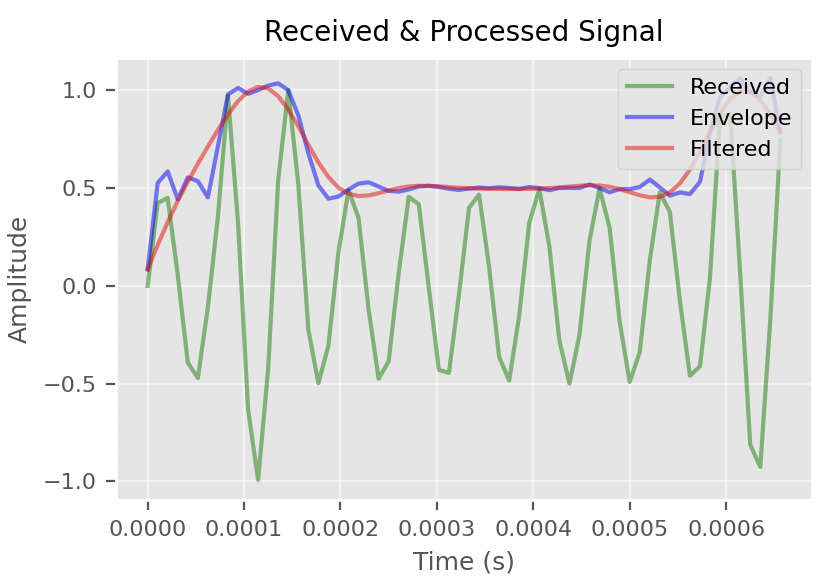 Received & Processed Signal
Received
Envelope
Filtered
1.0
0.5
0.0
−0.5
−1.0
Amplitude
0.0000 0.0001 0.0002 0.0003 0.0004 0.0005 0.0006
Time (s)